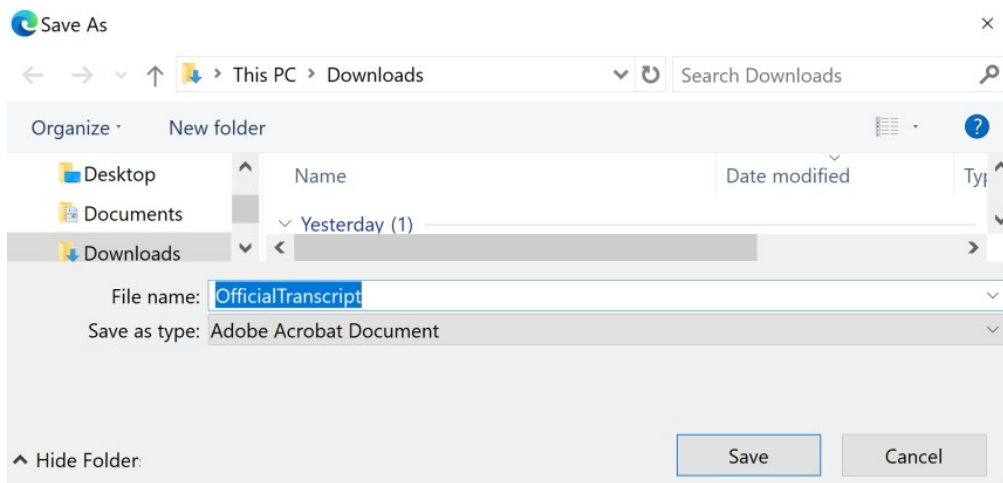 Save As
This PC > Downloads
Search Downloads
Organize
New folder
?
Desktop
Name
Date modified
Documents
Yesterday (1)
Downloads
File name: OfficialTranscript
Save as type: Adobe Acrobat Document
Hide Folder
Save
Cancel